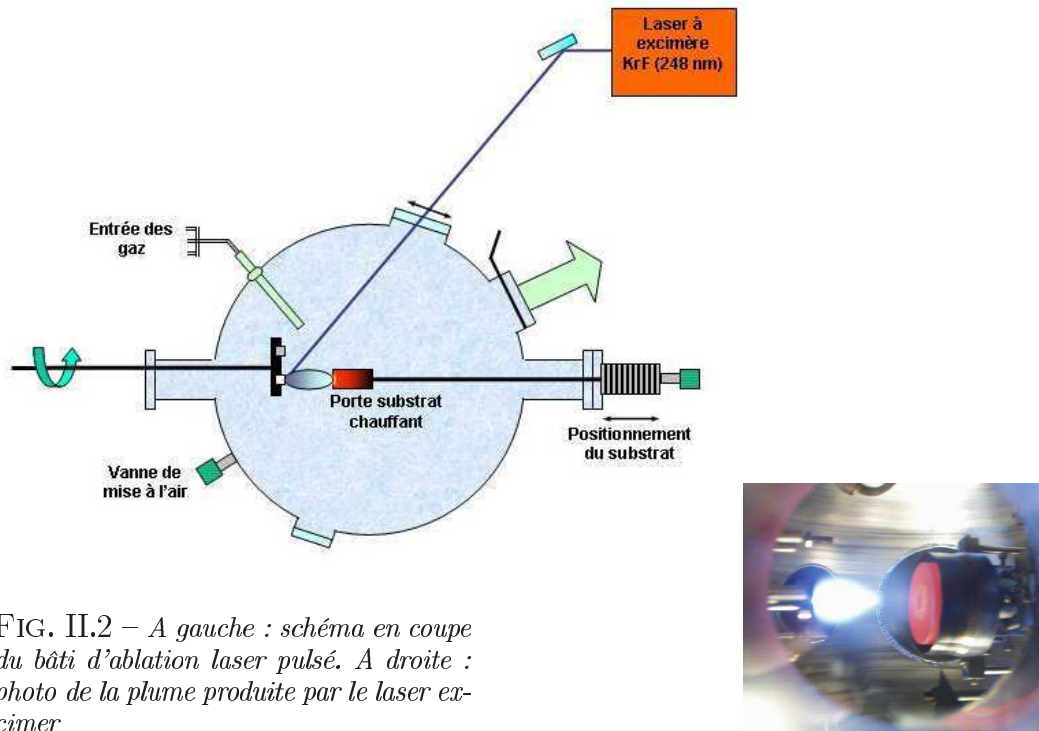 Laser à
excimère
KrF (248 nm)
Entrée des
gaz
Porte substrat
chauffant
Positionnement
du substrat
Vanne de
mise à l'air
FIG. II.2 – A gauche : schéma en coupe
du bâti d'ablation laser pulsé. A droite :
photo de la plume produite par le laser ex-
cimer